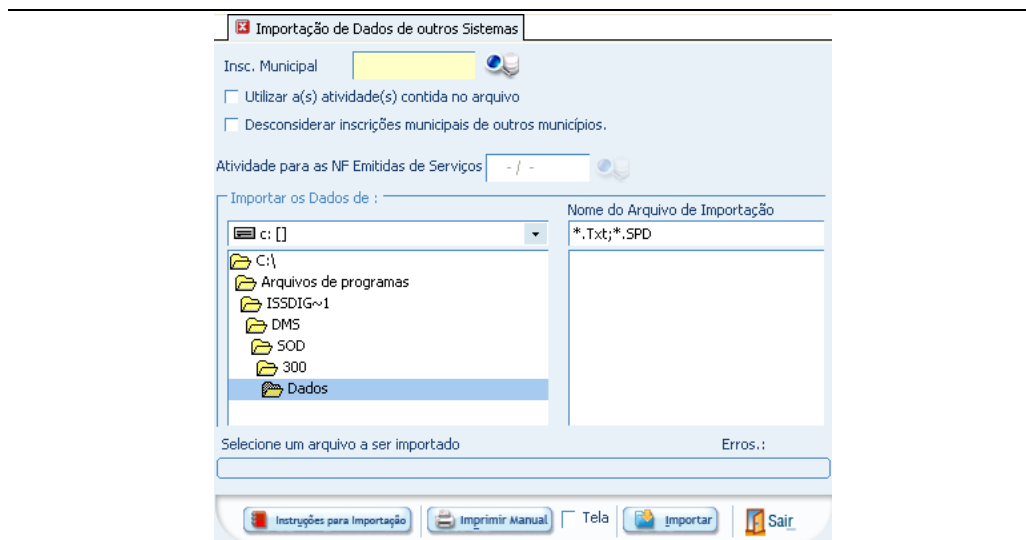 Importação de Dados de outros Sistemas
Insc. Municipal
Utilizar a(s) atividade(s) contida no arquivo
Desconsiderar inscrições municipais de outros municípios.
Atividade para as NF Emitidas de Serviços - / -
Importar os Dados de :
Nome do Arquivo de Importação
c: []
*.Txt;*.SPD
C:\
Arquivos de programas
ISSDIG~1
DMS
SOD
300
Dados
Selecione um arquivo a ser importado Erros.:
Instruções para Importação Imprimir Manual Tela Importar Sair